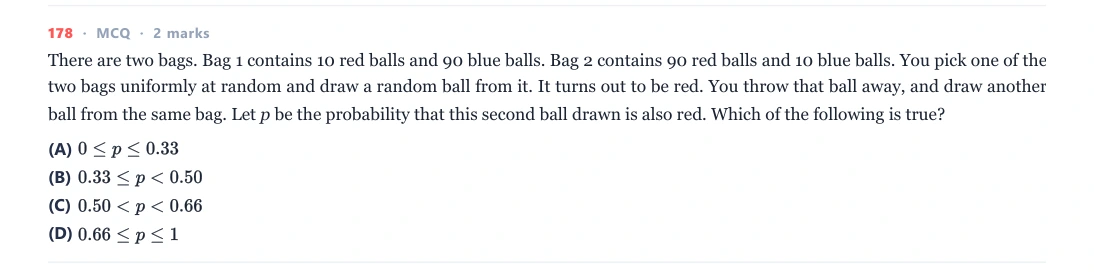 178 · MCQ · 2 marks
There are two bags. Bag 1 contains 10 red balls and 90 blue balls. Bag 2 contains 90 red balls and 10 blue balls. You pick one of the
two bags uniformly at random and draw a random ball from it. It turns out to be red. You throw that ball away, and draw another
ball from the same bag. Let p be the probability that this second ball drawn is also red. Which of the following is true?
(A) 0 ≤ p ≤ 0.33
(B) 0.33 ≤ p < 0.50
(C) 0.50 < p < 0.66
(D) 0.66 ≤ p ≤ 1